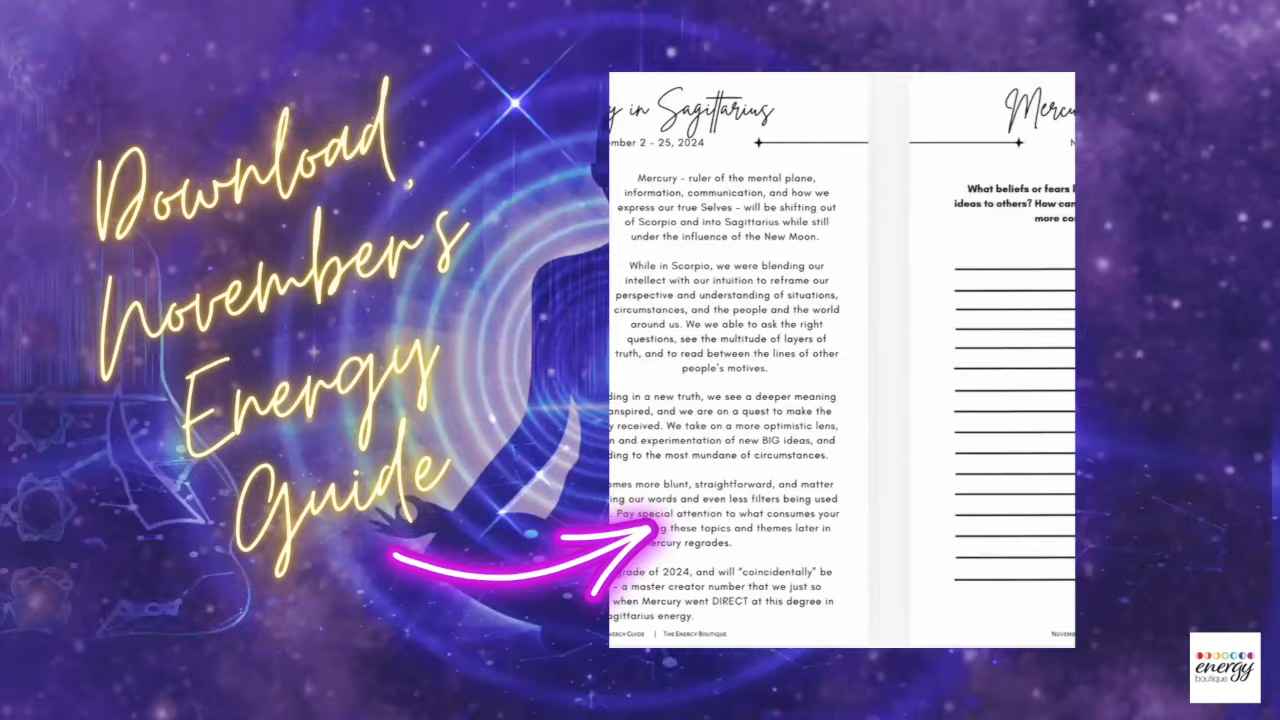 Download
November's
Energy
Guide
y in Sagittarius
mber 2 - 25, 2024
Mercury - ruler of the mental plane,
information, communication, and how we
express our true Selves - will be shifting out
of Scorpio and into Sagittarius while still
under the influence of the New Moon.
While in Scorpio, we were blending our
intellect with our intuition to reframe our
perspective and understanding of situations,
circumstances, and the people and the world
around us. We we able to ask the right
questions, see the multitude of layers of
truth, and to read between the lines of other
people's motives.
ding in a new truth, we see a deeper meaning
anspired, and we are on a quest to make the
y received. We take on a more optimistic lens,
n and experimentation of new BIG ideas, and
ding to the most mundane of circumstances.
omes more blunt, straightforward, and matter
ing our words and even less filters being used
. Pay special attention to what consumes your
g these topics and themes later in
ercury regrades.
grade of 2024, and will "coincidentally" be
- a master creator number that we just so
when Mercury went DIRECT at this degree in
agittarius energy.
nergy Guide | The Energy Boutique
Mercu
N
What beliefs or fears
ideas to others? How can
more co
Novemb
energy
boutique